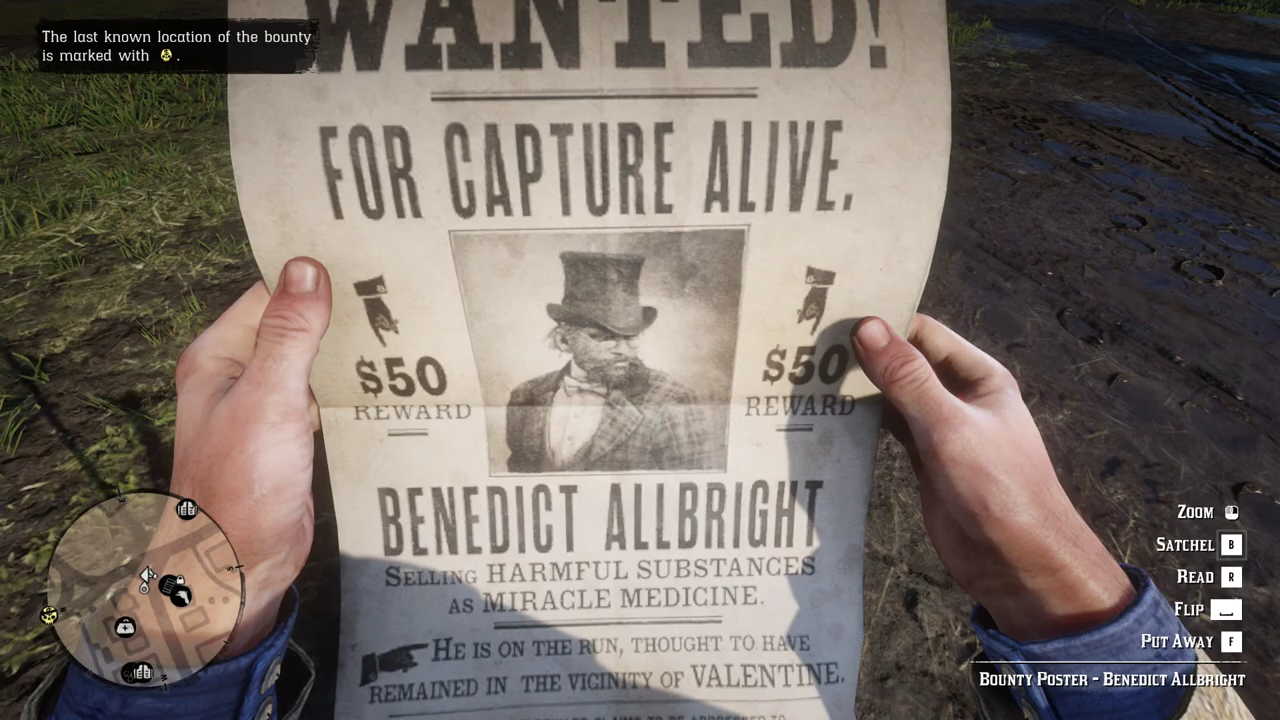 The last known location of the bounty
is marked with .
WANTED!
FOR CAPTURE ALIVE.
$50
REWARD
$50
REWARD
BENEDICT ALLBRIGHT
SELLING HARMFUL SUBSTANCES
AS MIRACLE MEDICINE.
HE IS ON THE RUN, THOUGHT TO HAVE
REMAINED IN THE VICINITY OF VALENTINE.
ZOOM
SATCHEL B
READ R
FLIP
PUT AWAY F
BOUNTY POSTER - BENEDICT ALLBRIGHT